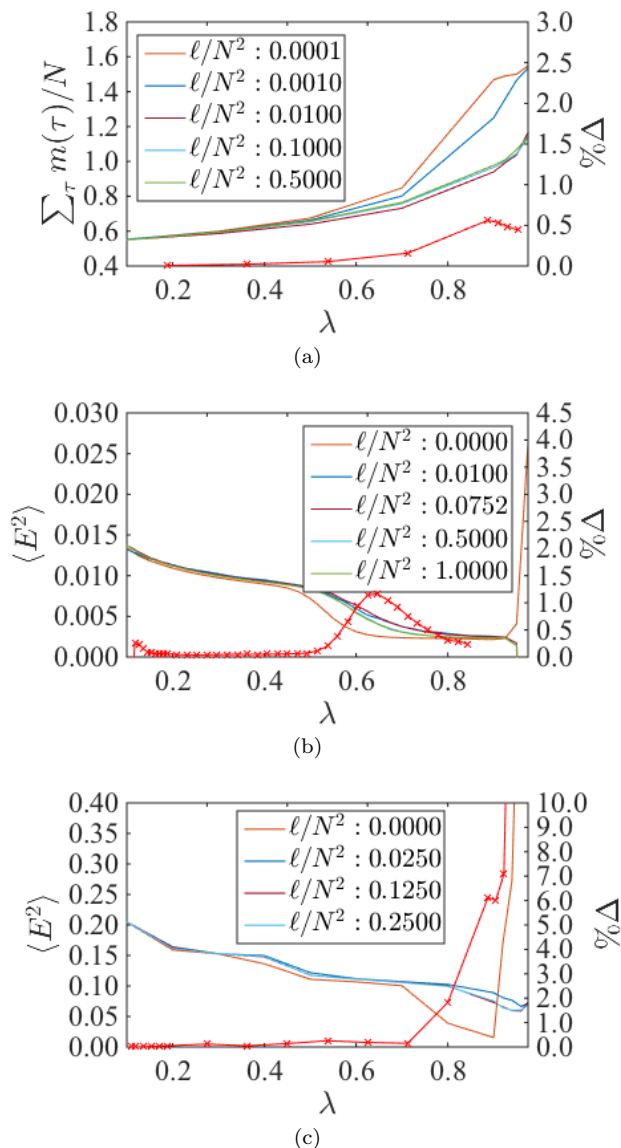 1.8
1.6
1.4
1.2
1.0
0.8
0.6
0.4
∑τ m(τ)/N
ℓ/N² : 0.0001
ℓ/N² : 0.0010
ℓ/N² : 0.0100
ℓ/N² : 0.1000
ℓ/N² : 0.5000
3.0
2.5
2.0
1.5
1.0
0.5
0.0
%Δ
0.2 0.4 0.6 0.8
λ
(a)
0.030
0.025
0.020
0.015
0.010
0.005
0.000
⟨E²⟩
ℓ/N² : 0.0000
ℓ/N² : 0.0100
ℓ/N² : 0.0752
ℓ/N² : 0.5000
ℓ/N² : 1.0000
4.5
4.0
3.5
3.0
2.5
2.0
1.5
1.0
0.5
0.0
%Δ
0.2 0.4 0.6 0.8
λ
(b)
0.40
0.35
0.30
0.25
0.20
0.15
0.10
0.05
0.00
⟨E²⟩
ℓ/N² : 0.0000
ℓ/N² : 0.0250
ℓ/N² : 0.1250
ℓ/N² : 0.2500
10.0
9.0
8.0
7.0
6.0
5.0
4.0
3.0
2.0
1.0
0.0
%Δ
0.2 0.4 0.6 0.8
λ
(c)